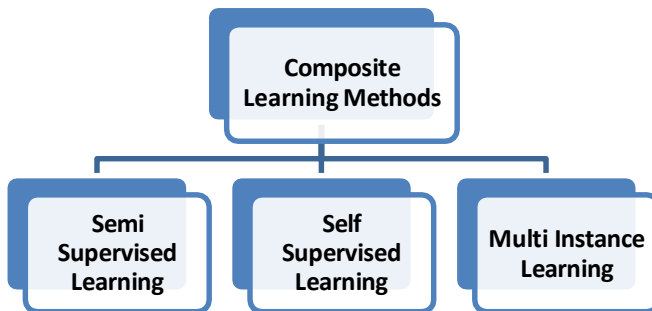 Composite
Learning Methods
Semi
Supervised
Learning
Self
Supervised
Learning
Multi Instance
Learning